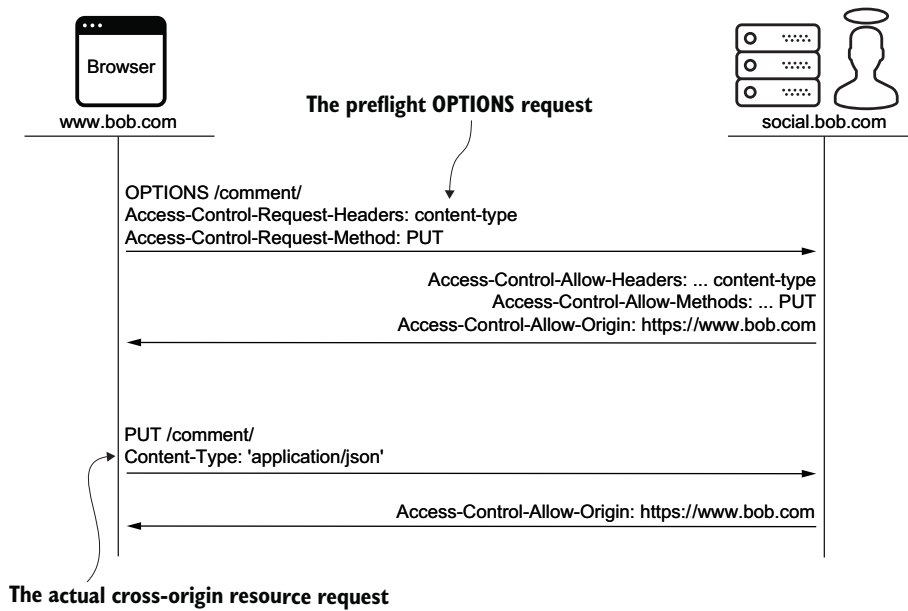 Browser
www.bob.com
social.bob.com
The preflight OPTIONS request
OPTIONS /comment/
Access-Control-Request-Headers: content-type
Access-Control-Request-Method: PUT
Access-Control-Allow-Headers: ... content-type
Access-Control-Allow-Methods: ... PUT
Access-Control-Allow-Origin: https://www.bob.com
PUT /comment/
Content-Type: 'application/json'
Access-Control-Allow-Origin: https://www.bob.com
The actual cross-origin resource request